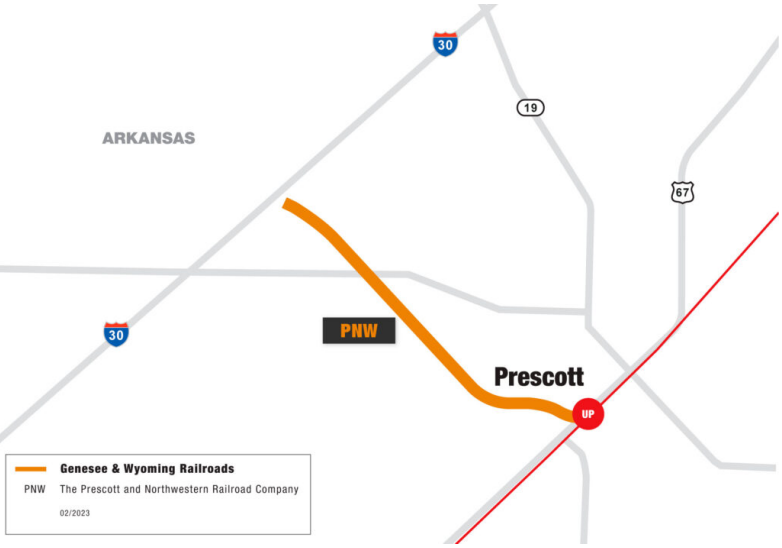 30
19
ARKANSAS
67
PNW
30
Prescott
UP
Genesee & Wyoming Railroads
PNW The Prescott and Northwestern Railroad Company
02/2023